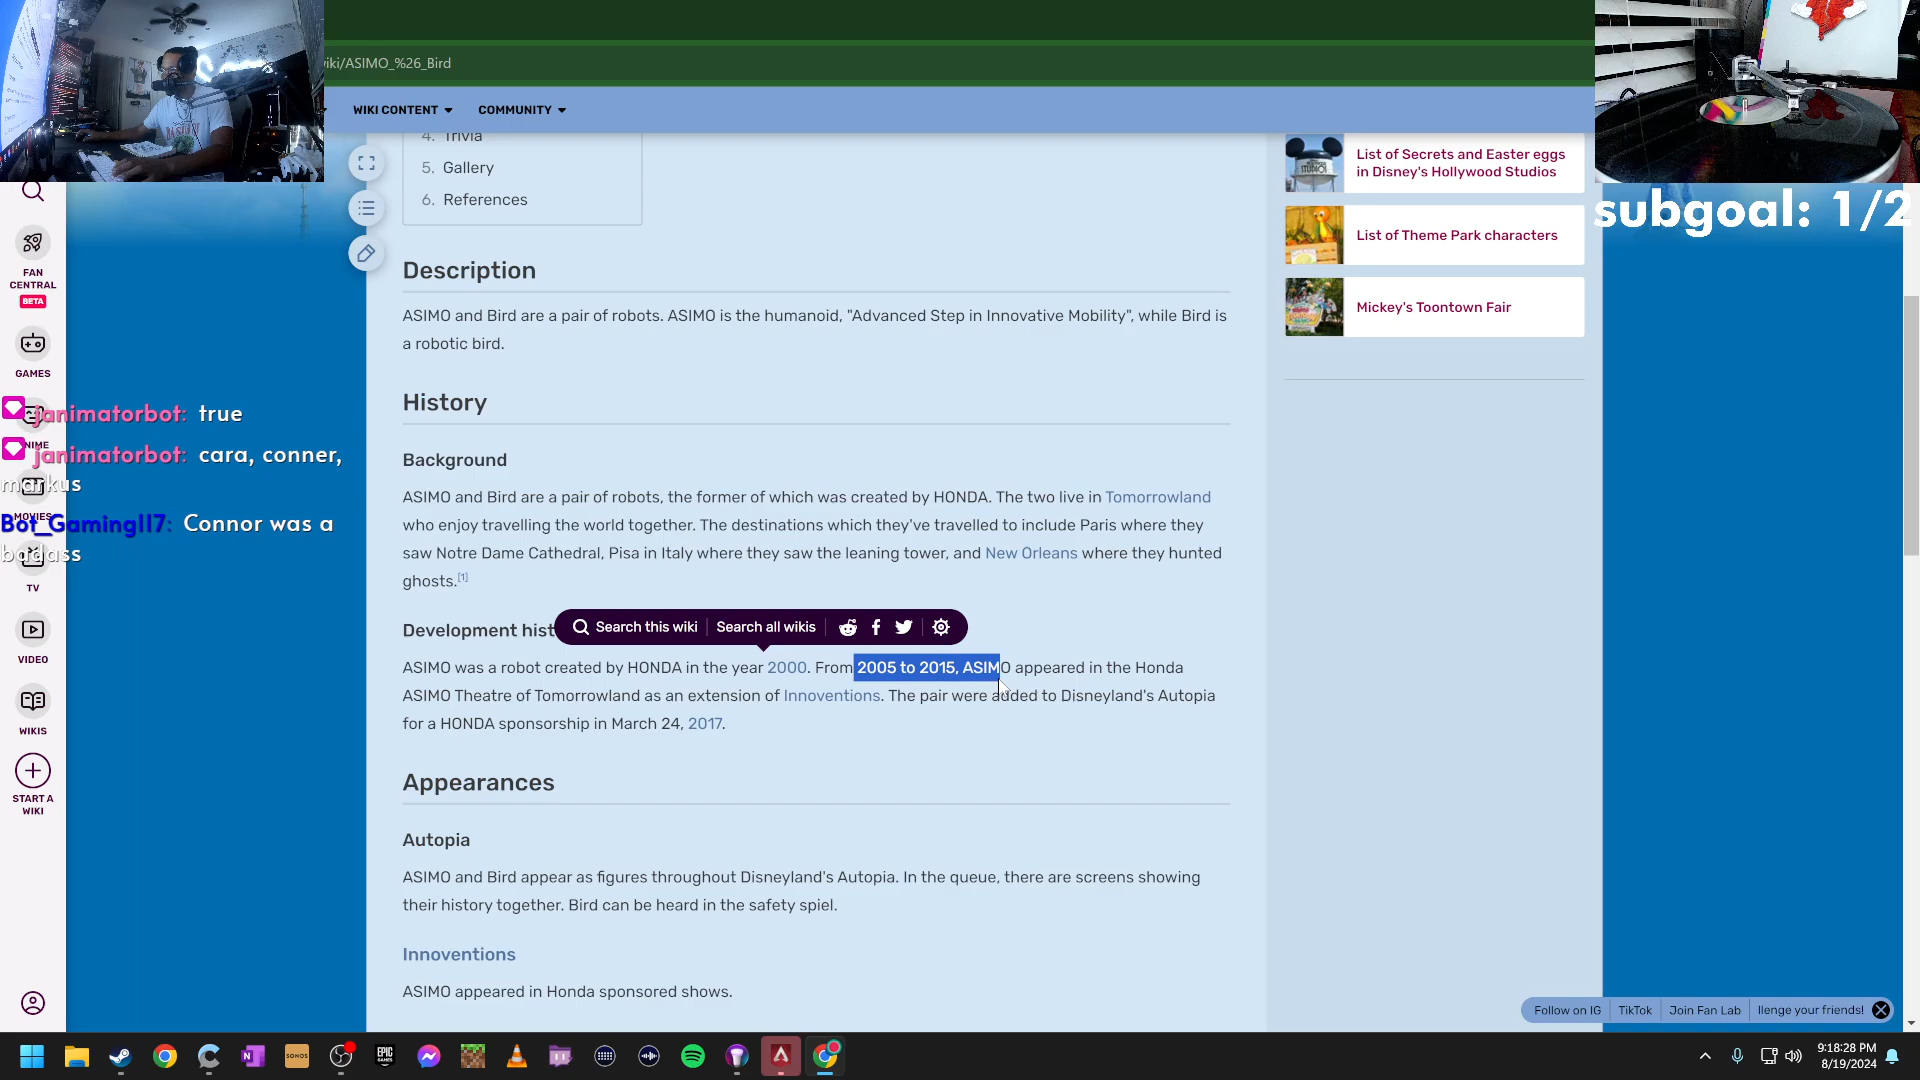 viki/ASIMO_%26_Bird
WIKI CONTENT
COMMUNITY
4. Trivia
5. Gallery
6. References
List of Secrets and Easter eggs
in Disney's Hollywood Studios
List of Theme Park characters
Mickey's Toontown Fair
subgoal: 1/2
FAN
CENTRAL
BETA
GAMES
MOVIES
TV
VIDEO
WIKIS
START A
WIKI
janimatorbot: true
janimatorbot: cara, conner,
markus
Bot_Gaming117: Connor was a
badass
Description
ASIMO and Bird are a pair of robots. ASIMO is the humanoid, "Advanced Step in Innovative Mobility", while Bird is
a robotic bird.
History
Background
ASIMO and Bird are a pair of robots, the former of which was created by HONDA. The two live in Tomorrowland
who enjoy travelling the world together. The destinations which they've travelled to include Paris where they
saw Notre Dame Cathedral, Pisa in Italy where they saw the leaning tower, and New Orleans where they hunted
ghosts.[1]
Development hist
Search this wiki
Search all wikis
ASIMO was a robot created by HONDA in the year 2000. From 2005 to 2015, ASIMO appeared in the Honda
ASIMO Theatre of Tomorrowland as an extension of Innoventions. The pair were added to Disneyland's Autopia
for a HONDA sponsorship in March 24, 2017.
Appearances
Autopia
ASIMO and Bird appear as figures throughout Disneyland's Autopia. In the queue, there are screens showing
their history together. Bird can be heard in the safety spiel.
Innoventions
ASIMO appeared in Honda sponsored shows.
Follow on IG
TikTok
Join Fan Lab
llenge your friends!
SONOS
EPIC
GAMES
9:18:28 PM
8/19/2024